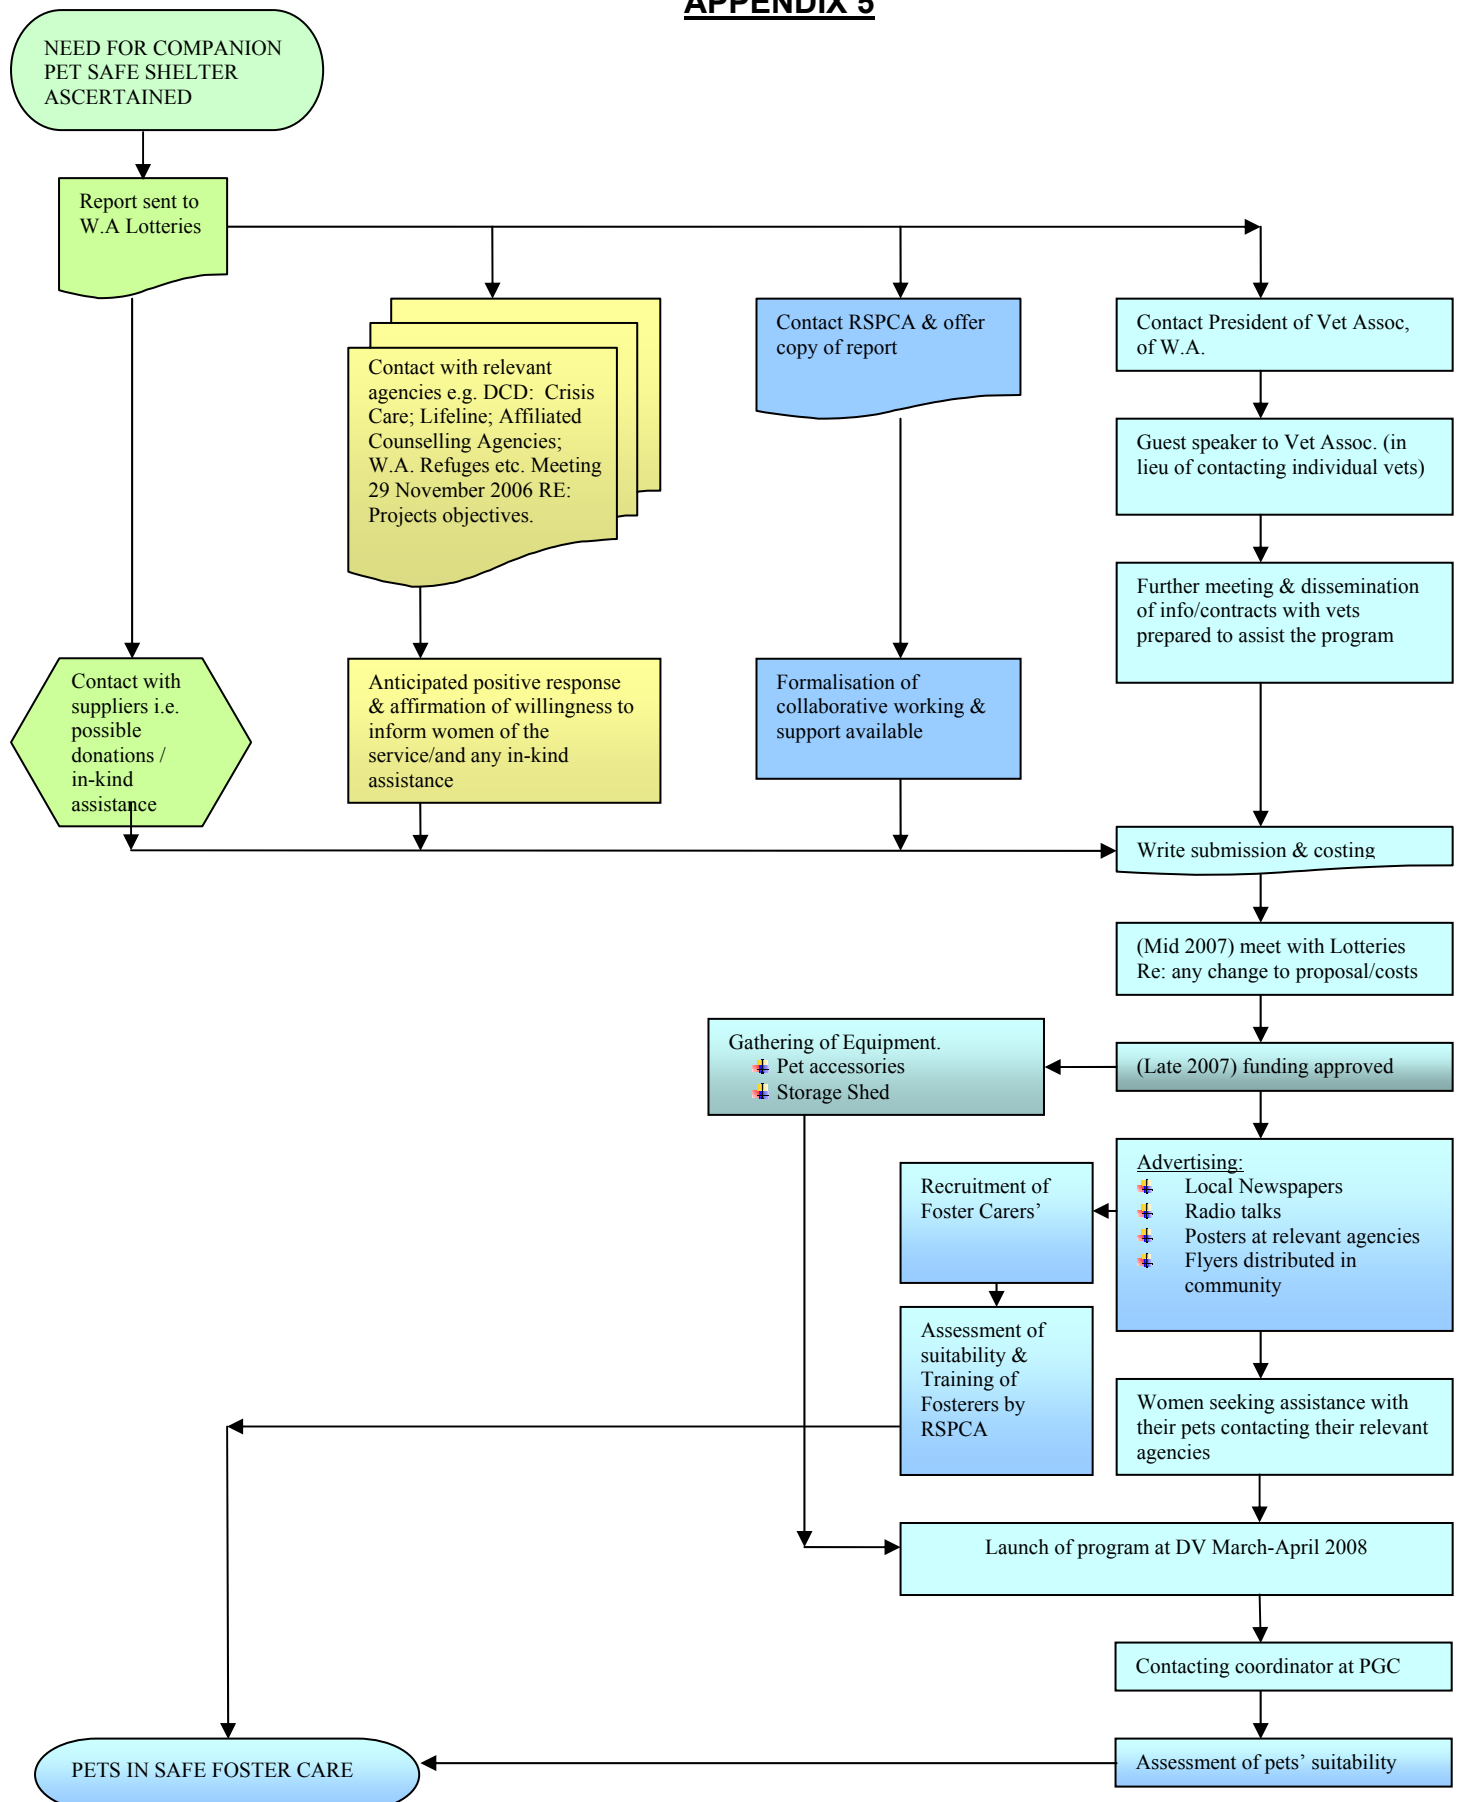 APPENDIX 5
NEED FOR COMPANION
PET SAFE SHELTER
ASCERTAINED
Report sent to
W.A Lotteries
Contact with relevant
agencies e.g. DCD:  Crisis
Care; Lifeline; Affiliated
Counselling Agencies;
W.A. Refuges etc. Meeting
29 November 2006 RE:
Projects objectives.
Contact RSPCA & offer
copy of report
Contact President of Vet Assoc,
of W.A.
Guest speaker to Vet Assoc. (in
lieu of contacting individual vets)
Further meeting & dissemination
of info/contracts with vets
prepared to assist the program
Contact with
suppliers i.e.
possible
donations /
in-kind
assistance
Anticipated positive response
& affirmation of willingness to
inform women of the
service/and any in-kind
assistance
Formalisation of
collaborative working &
support available
Write submission & costing
(Mid 2007) meet with Lotteries
Re: any change to proposal/costs
Gathering of Equipment.
Pet accessories
Storage Shed
(Late 2007) funding approved
Advertising:
Local Newspapers
Radio talks
Posters at relevant agencies
Flyers distributed in
community
Recruitment of
Foster Carers’
Assessment of
suitability &
Training of
Fosterers by
RSPCA
Women seeking assistance with
their pets contacting their relevant
agencies
Launch of program at DV March-April 2008
Contacting coordinator at PGC
Assessment of pets’ suitability
PETS IN SAFE FOSTER CARE